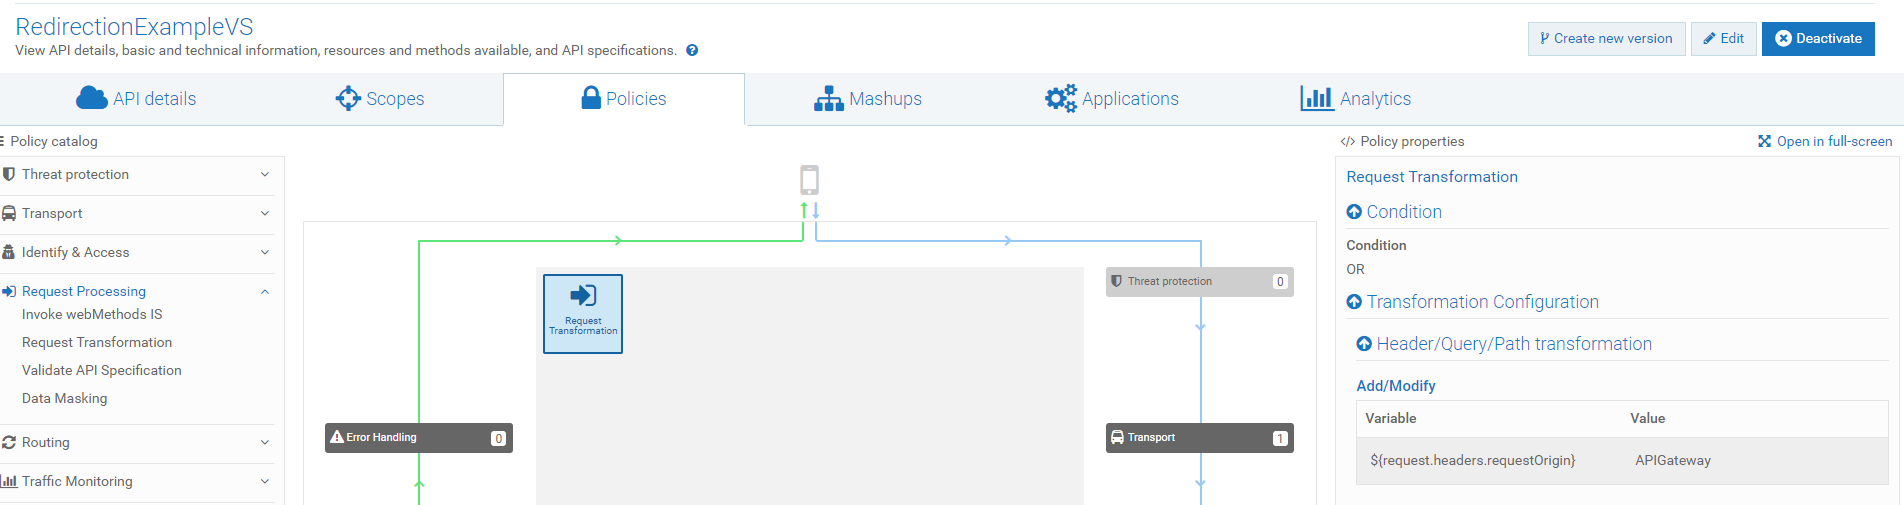 RedirectionExampleVS
View API details, basic and technical information, resources and methods available, and API specifications.
Create new version
Edit
Deactivate
API details
Scopes
Policies
Mashups
Applications
Analytics
Policy catalog
Threat protection
Transport
Identify & Access
Request Processing
Invoke webMethods IS
Request Transformation
Validate API Specification
Data Masking
Routing
Traffic Monitoring
Request
Transformation
Error Handling 0
Threat protection 0
Transport 1
Policy properties
Open in full-screen
Request Transformation
Condition
Condition
OR
Transformation Configuration
Header/Query/Path transformation
Add/Modify
Variable Value
${request.headers.requestOrigin} APIGateway